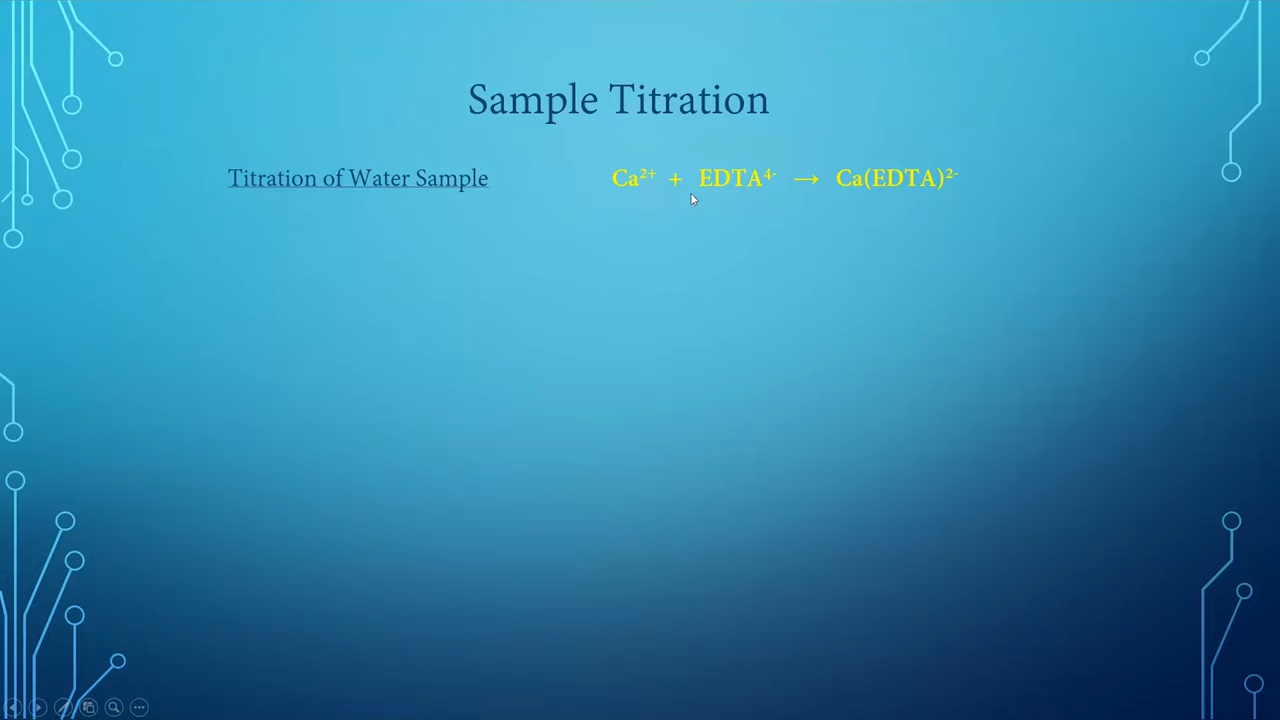 Sample Titration
Titration of Water Sample
Ca²⁺ + EDTA⁴⁻ → Ca(EDTA)²⁻